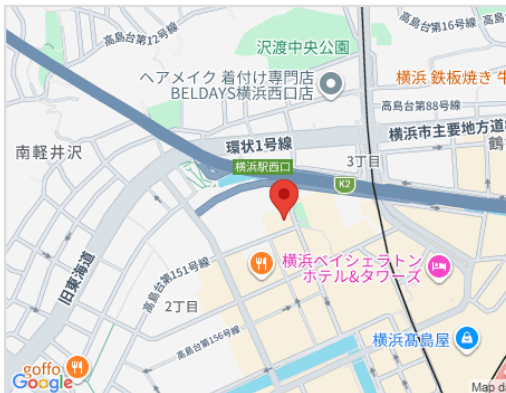 高島台第12号線
高島台第16号線
沢渡中央公園
ヘアメイク 着付け専門店
BELDAYS横浜西口店
横浜 鉄板焼き 牛
高島台第88号線
環状1号線
横浜市主要地方道8
南軽井沢
横浜駅西口
3丁目
鶴
K2
旧東海道
高島台第151号線
横浜ベイシェラトン
ホテル&タワーズ
2丁目
高島台第156号線
横浜髙島屋
goffo
Google
Map da